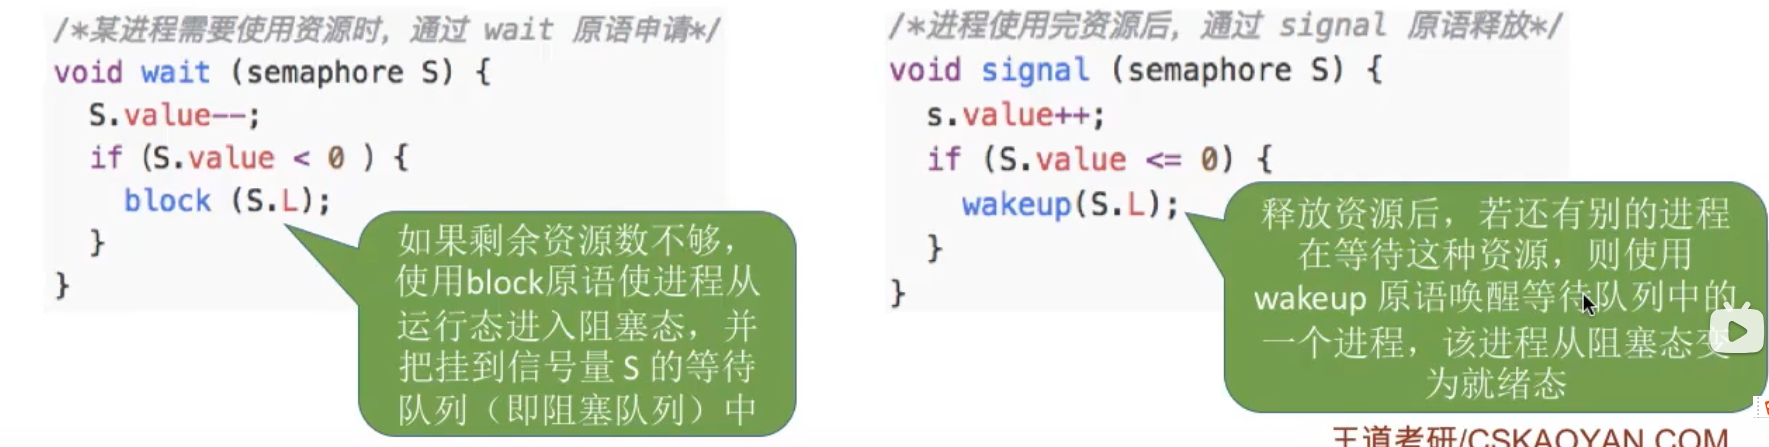 /*某进程需要使用资源时，通过 wait 原语申请*/
void wait (semaphore S) {
  S.value--;
  if (S.value < 0 ) {
    block (S.L);
  }
}
如果剩余资源数不够，
使用block原语使进程从
运行态进入阻塞态，并
把挂到信号量 S 的等待
队列（即阻塞队列）中
/*进程使用完资源后，通过 signal 原语释放*/
void signal (semaphore S) {
  s.value++;
  if (S.value <= 0) {
    wakeup(S.L);
  }
}
释放资源后，若还有别的进程
在等待这种资源，则使用
wakeup 原语唤醒等待队列中的
一个进程，该进程从阻塞态变
为就绪态
王道考研/CSKAOYAN.COM